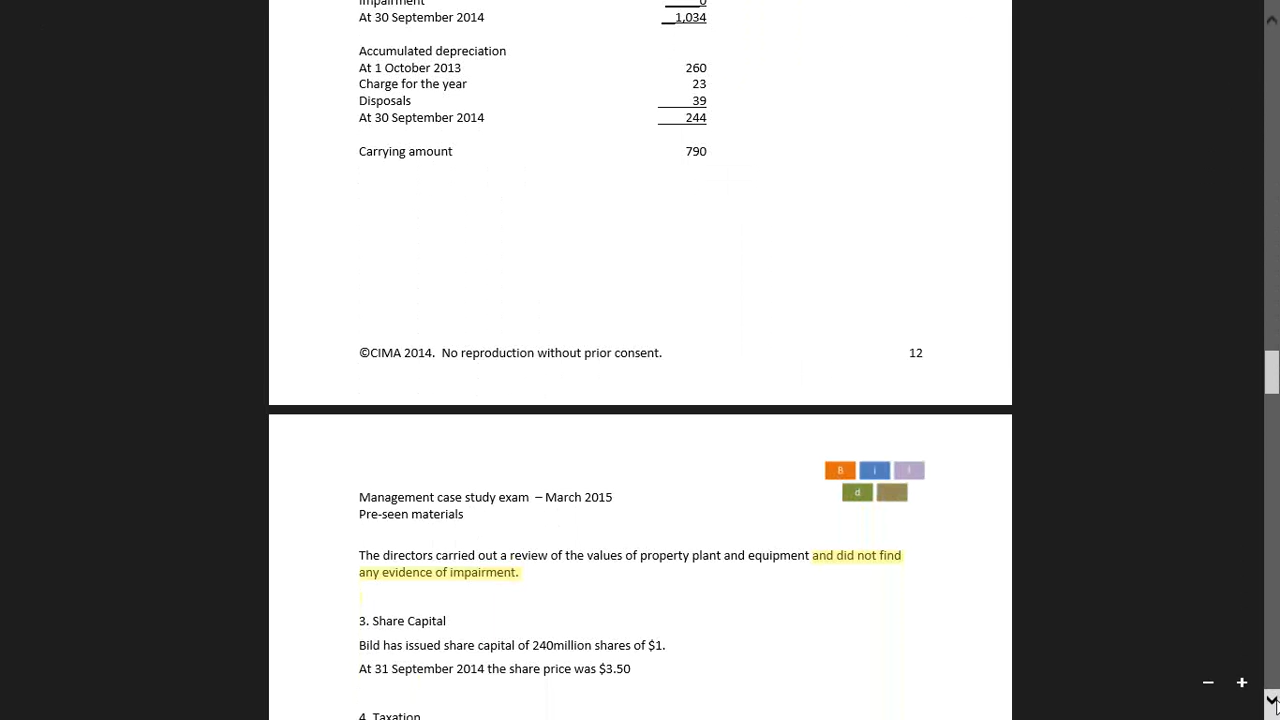 Impairment 0
At 30 September 2014 1,034
Accumulated depreciation
At 1 October 2013 260
Charge for the year 23
Disposals 39
At 30 September 2014 244
Carrying amount 790
©CIMA 2014. No reproduction without prior consent. 12
B i l
d
Management case study exam – March 2015
Pre-seen materials
The directors carried out a review of the values of property plant and equipment and did not find
any evidence of impairment.
3. Share Capital
Bild has issued share capital of 240million shares of $1.
At 31 September 2014 the share price was $3.50
4. Taxation